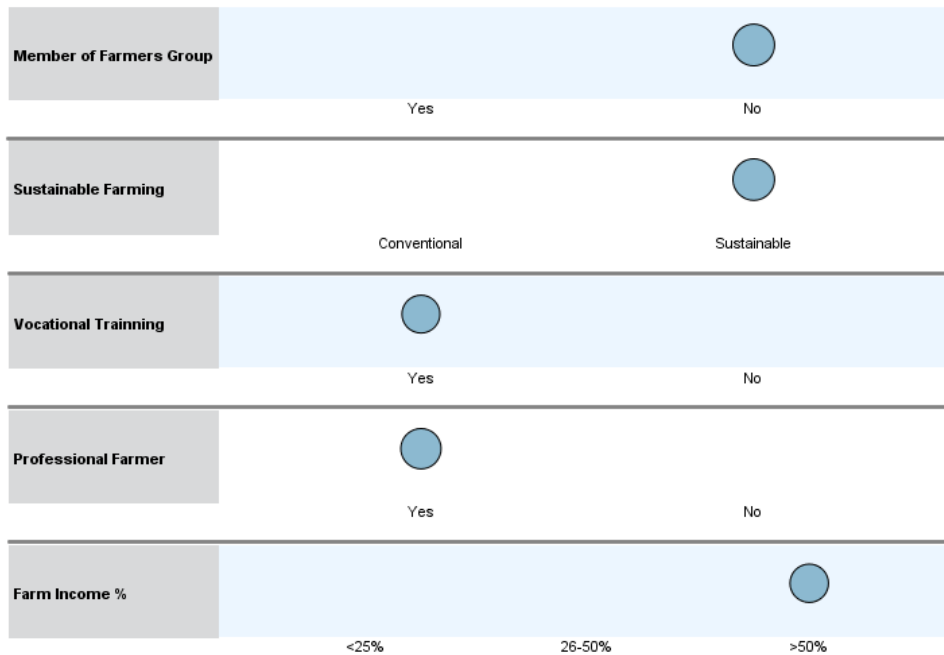 Member of Farmers Group
Yes No
Sustainable Farming
Conventional Sustainable
Vocational Trainning
Yes No
Professional Farmer
Yes No
Farm Income %
<25% 26-50% >50%